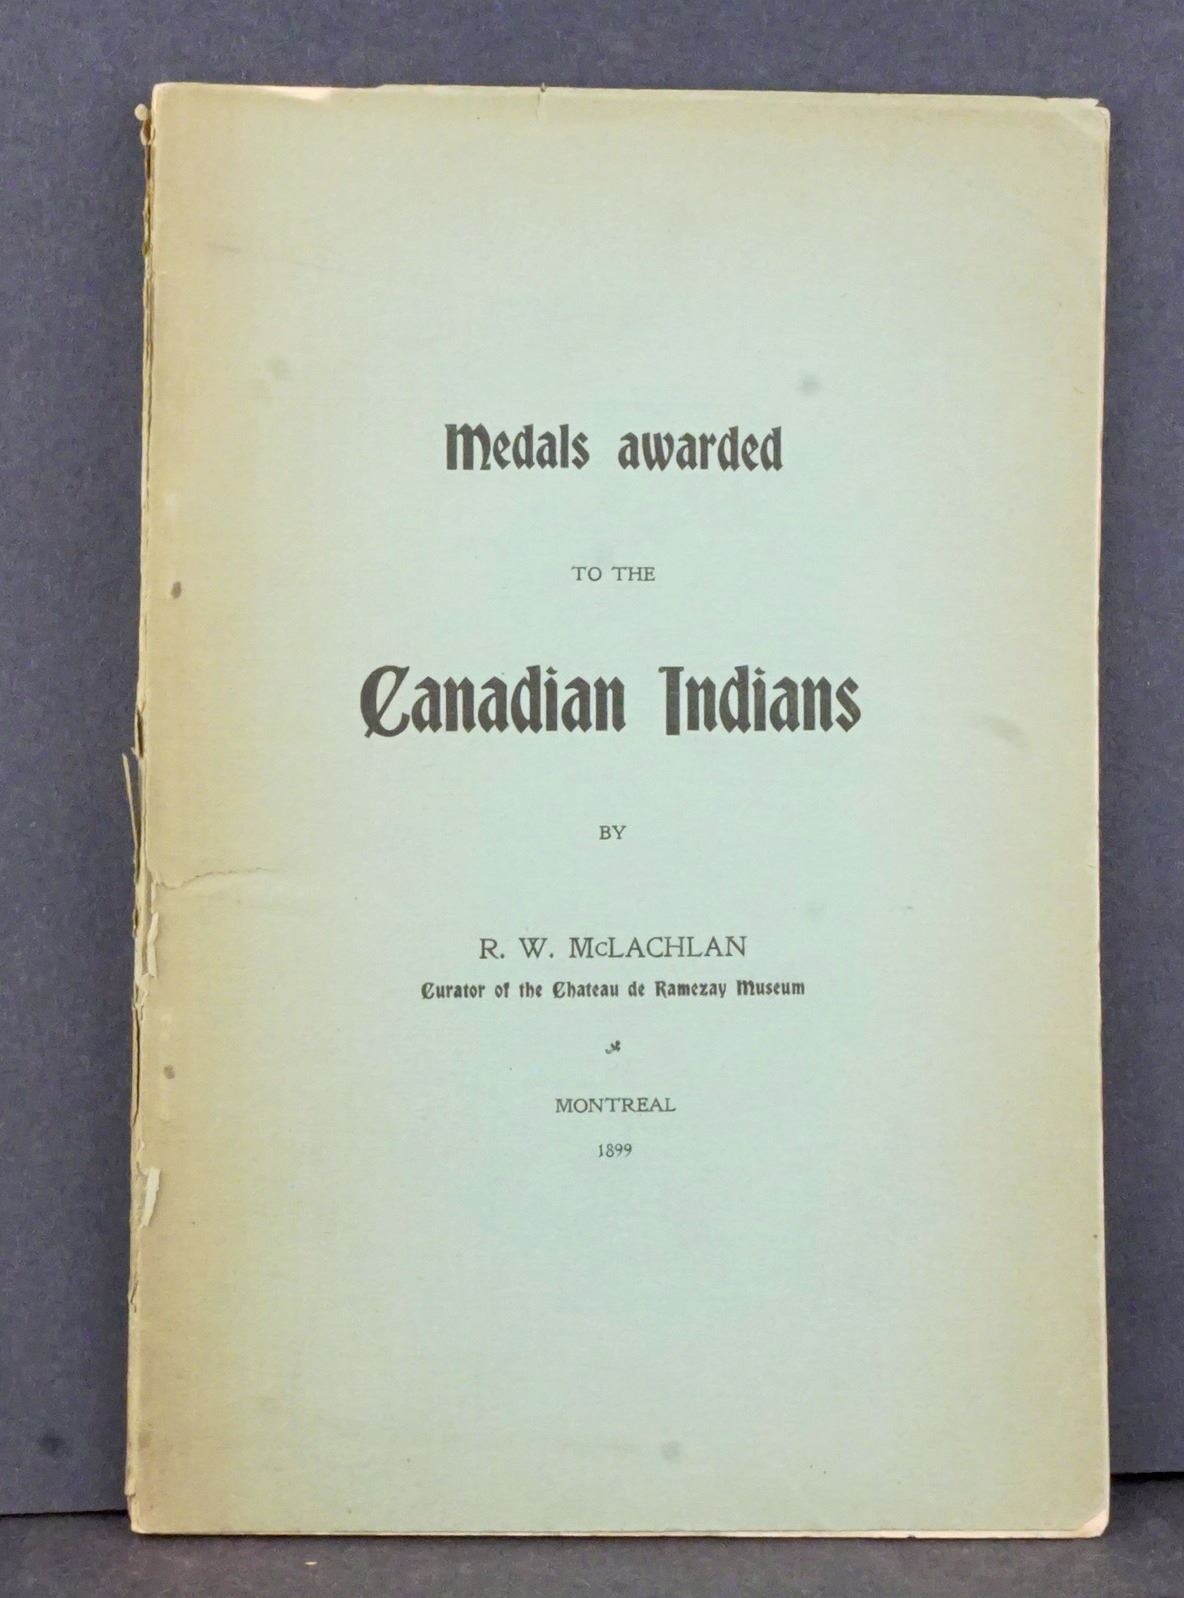 Medals awarded
TO THE
Canadian Indians
BY
R. W. McLACHLAN
Curator of the Chateau de Ramezay Museum
MONTREAL
1899